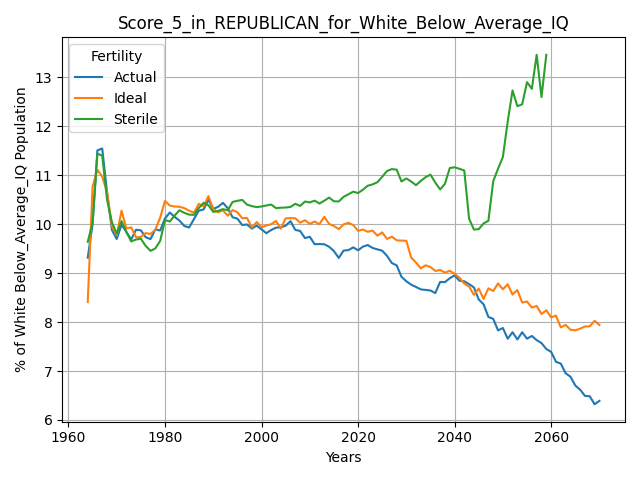 Score_5_in_REPUBLICAN_for_White_Below_Average_IQ
Fertility
Actual
Ideal
Sterile
% of White Below_Average_IQ Population
13
12
11
10
9
8
7
6
1960
1980
2000
2020
2040
2060
Years